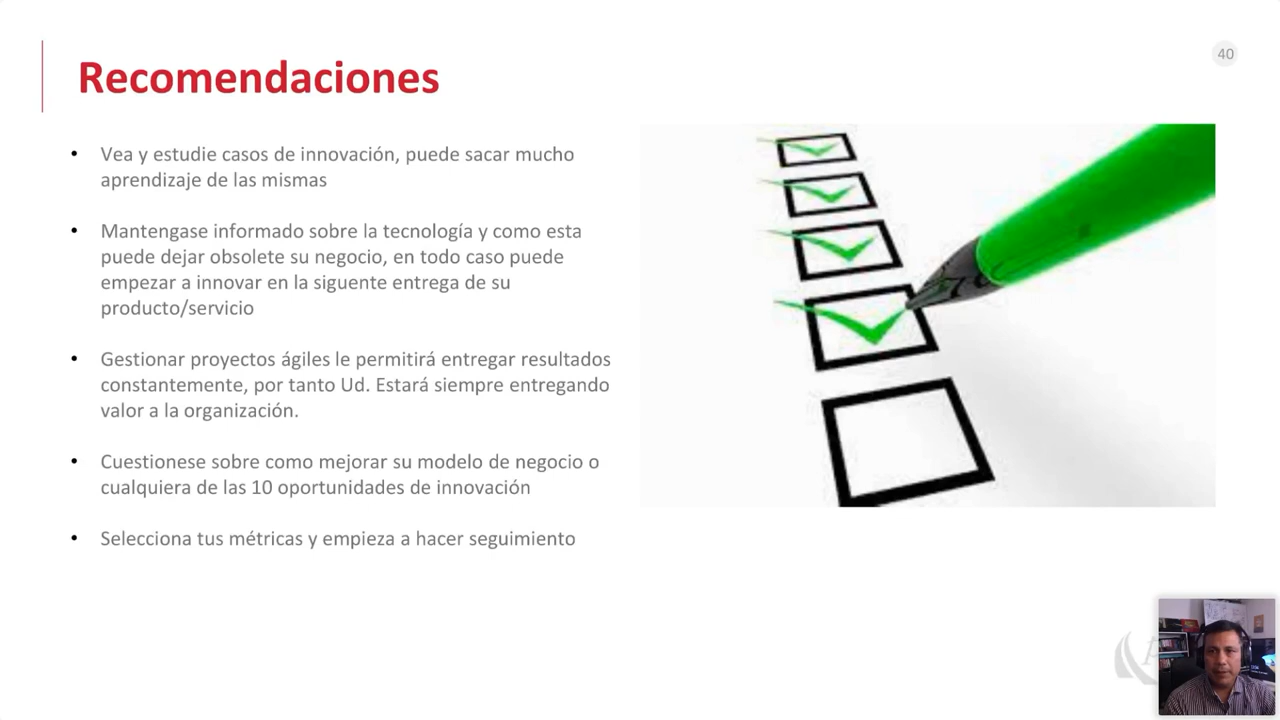 Recomendaciones
40
• Vea y estudie casos de innovación, puede sacar mucho
aprendizaje de las mismas
• Mantengase informado sobre la tecnología y como esta
puede dejar obsolete su negocio, en todo caso puede
empezar a innovar en la siguente entrega de su
producto/servicio
• Gestionar proyectos ágiles le permitirá entregar resultados
constantemente, por tanto Ud. Estará siempre entregando
valor a la organización.
• Cuestionese sobre como mejorar su modelo de negocio o
cualquiera de las 10 oportunidades de innovación
• Selecciona tus métricas y empieza a hacer seguimiento